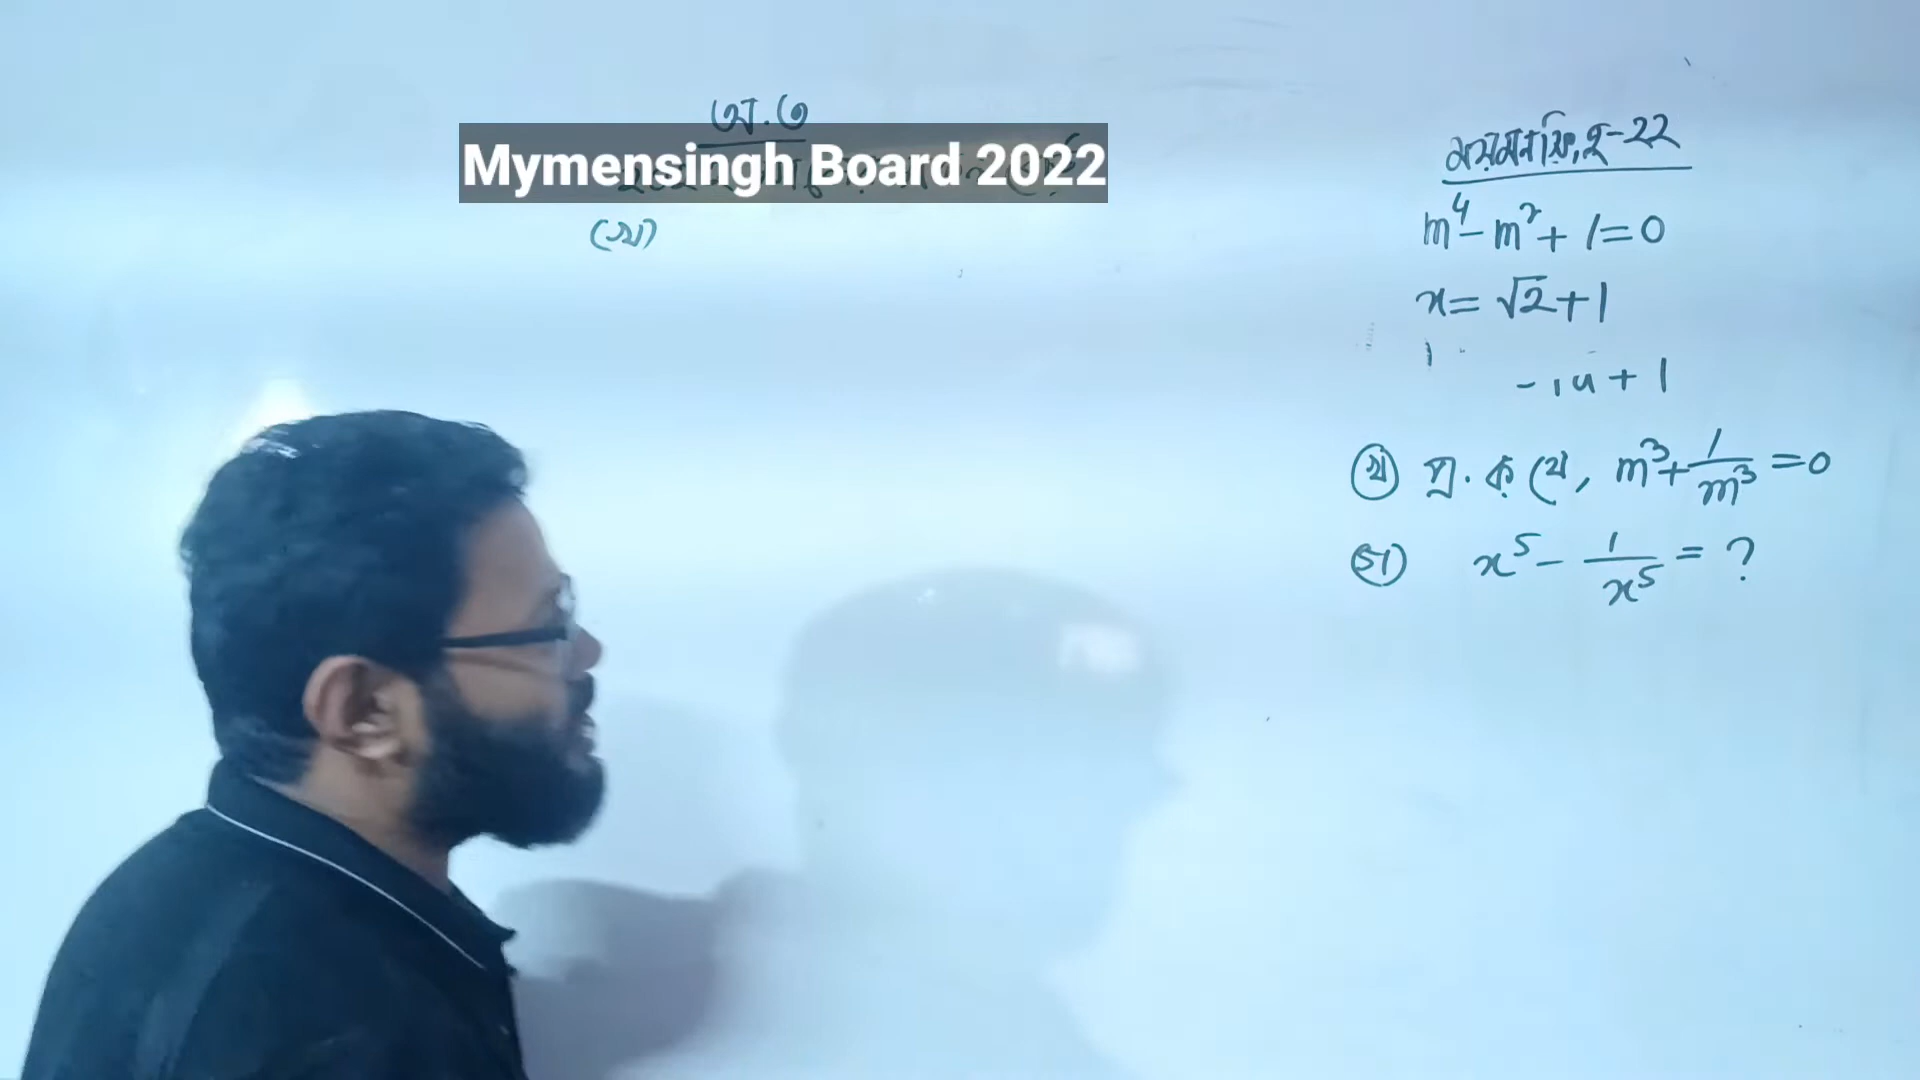 অ.৩
Mymensingh Board 2022
(খ)
ময়মনসিংহ-22
m⁴ - m² + 1 = 0
x = √2 + 1
+ 1
(খ) প্র. ক যে, m³ + 1/m³ = 0
(গ) x⁵ - 1/x⁵ = ?